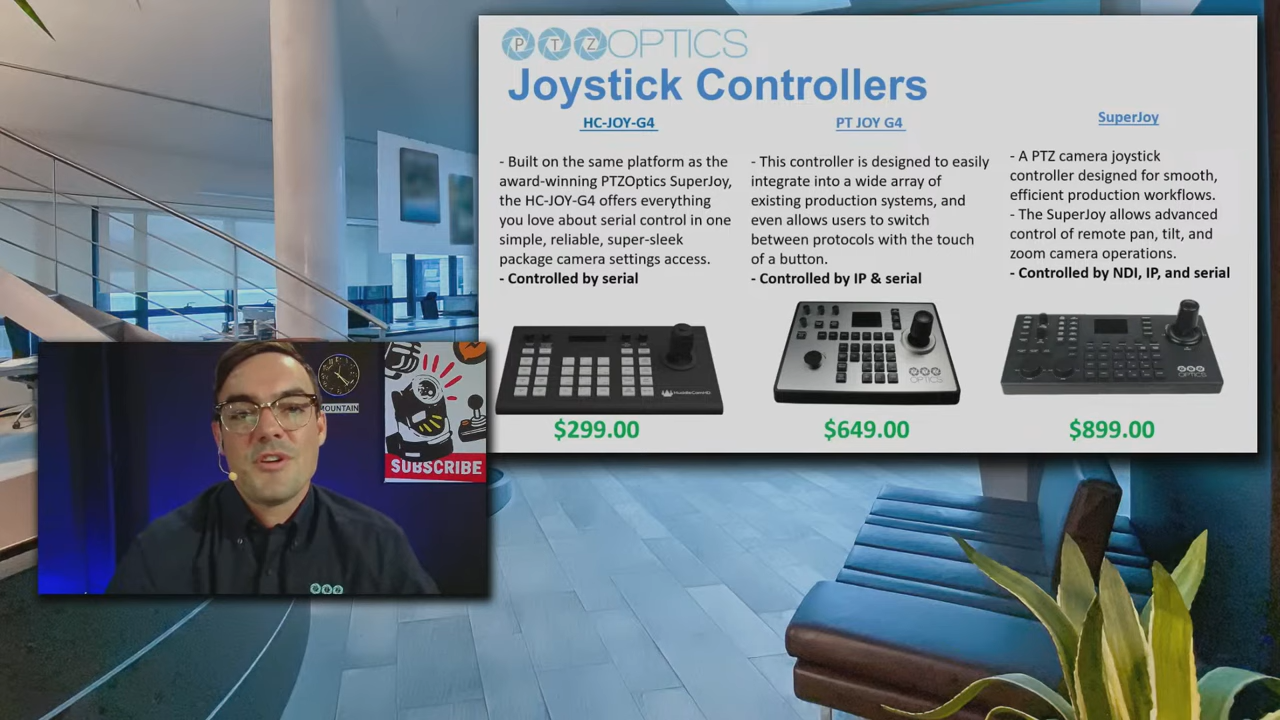 PTZOPTICS
Joystick Controllers
HC-JOY-G4
- Built on the same platform as the
award-winning PTZOptics SuperJoy,
the HC-JOY-G4 offers everything
you love about serial control in one
simple, reliable, super-sleek
package camera settings access.
- Controlled by serial
$299.00
PT JOY G4
- This controller is designed to easily
integrate into a wide array of
existing production systems, and
even allows users to switch
between protocols with the touch
of a button.
- Controlled by IP & serial
OPTICS
$649.00
SuperJoy
- A PTZ camera joystick
controller designed for smooth,
efficient production workflows.
- The SuperJoy allows advanced
control of remote pan, tilt, and
zoom camera operations.
- Controlled by NDI, IP, and serial
OPTICS
$899.00
MOUNTAIN
SUBSCRIBE